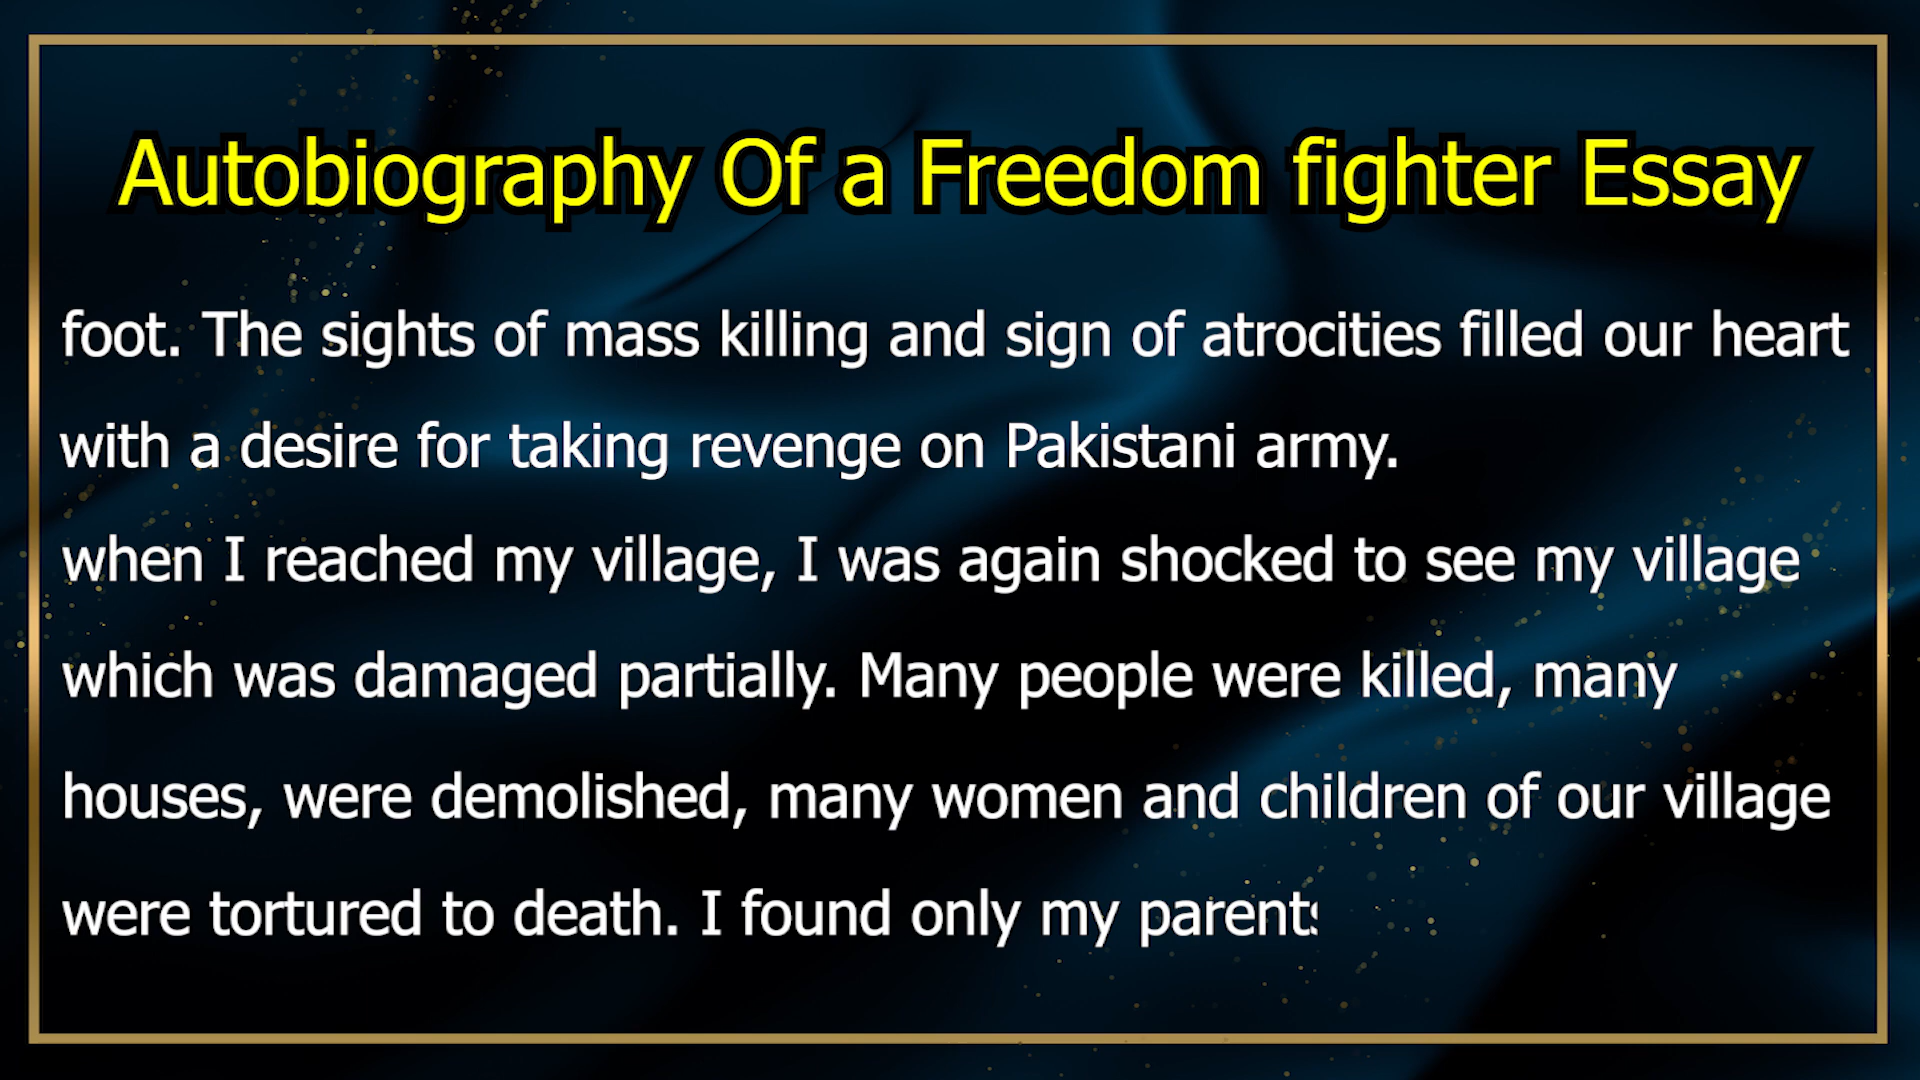 Autobiography Of a Freedom fighter Essay
foot. The sights of mass killing and sign of atrocities filled our heart
with a desire for taking revenge on Pakistani army.
when I reached my village, I was again shocked to see my village
which was damaged partially. Many people were killed, many
houses, were demolished, many women and children of our village
were tortured to death. I found only my parents